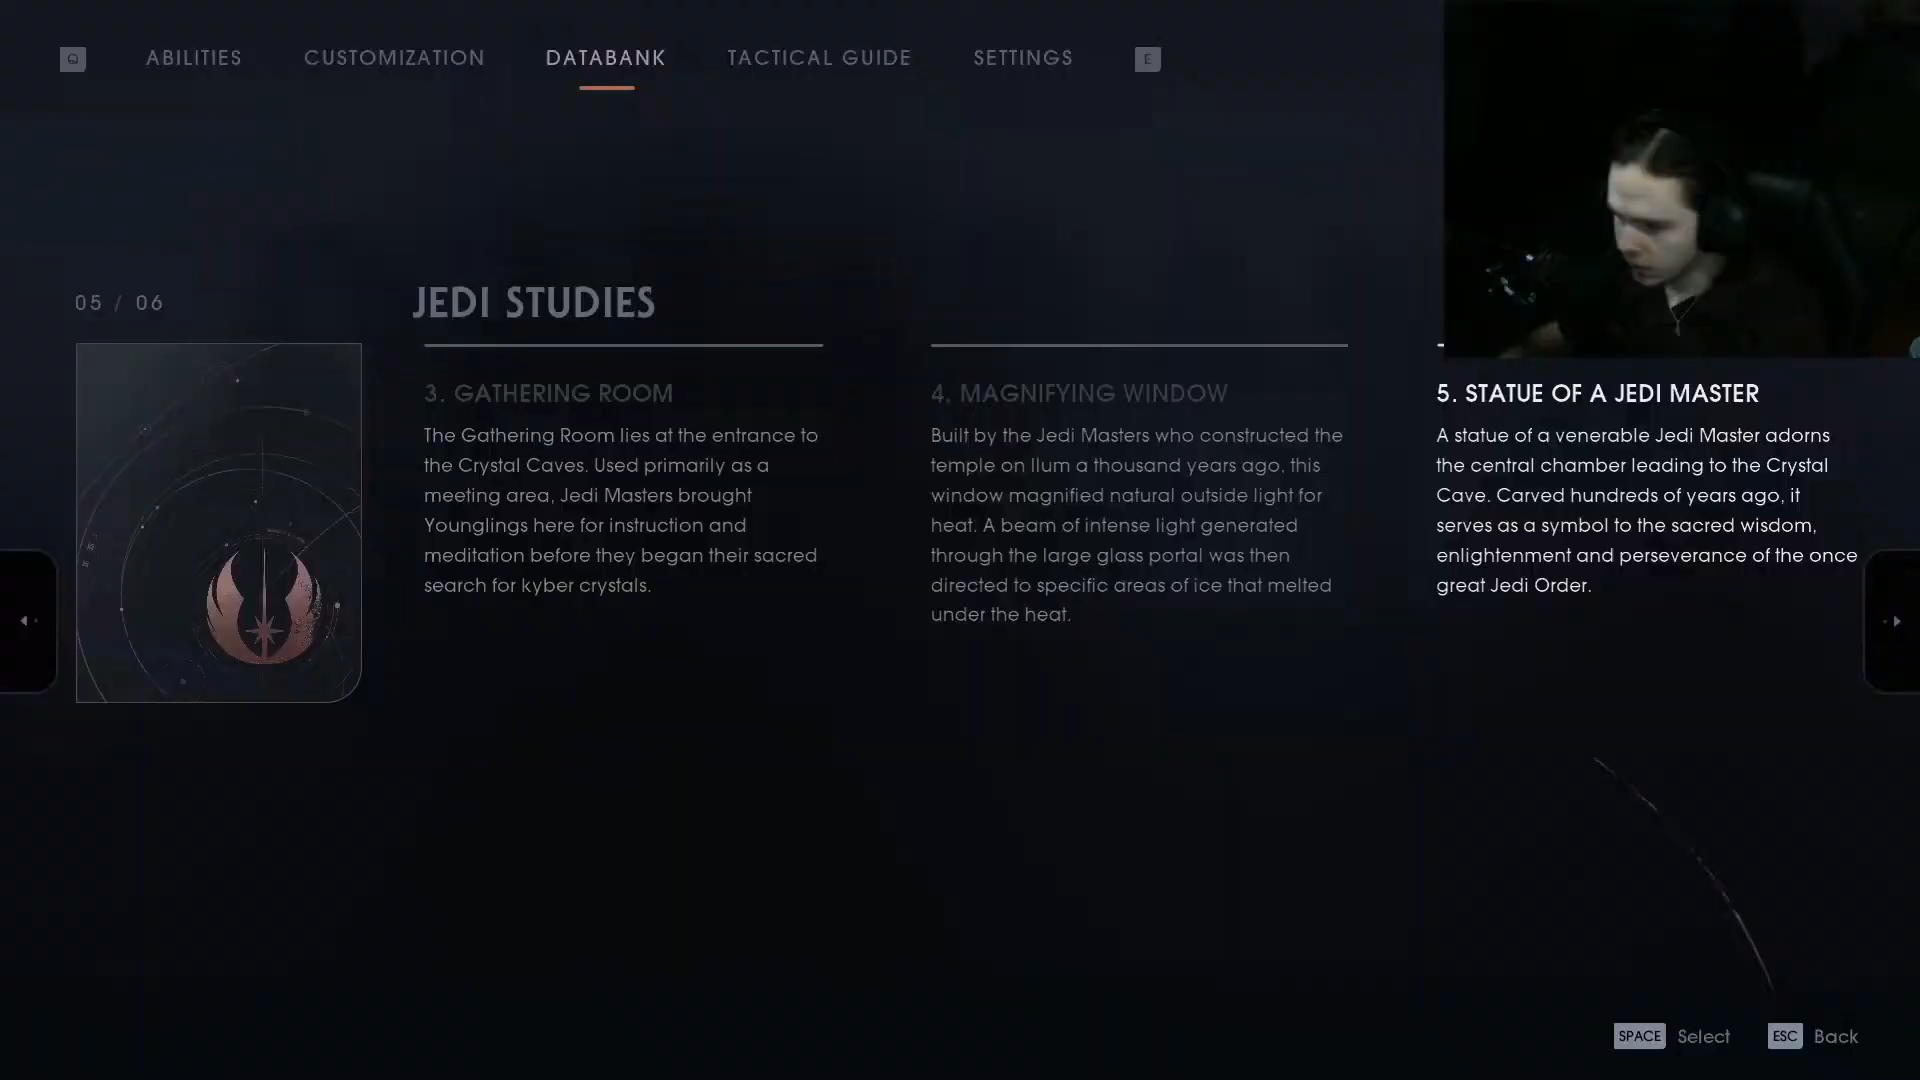 Q ABILITIES CUSTOMIZATION DATABANK TACTICAL GUIDE SETTINGS E
05 / 06
JEDI STUDIES
3. GATHERING ROOM
The Gathering Room lies at the entrance to
the Crystal Caves. Used primarily as a
meeting area, Jedi Masters brought
Younglings here for instruction and
meditation before they began their sacred
search for kyber crystals.
4. MAGNIFYING WINDOW
Built by the Jedi Masters who constructed the
temple on Ilum a thousand years ago, this
window magnified natural outside light for
heat. A beam of intense light generated
through the large glass portal was then
directed to specific areas of ice that melted
under the heat.
5. STATUE OF A JEDI MASTER
A statue of a venerable Jedi Master adorns
the central chamber leading to the Crystal
Cave. Carved hundreds of years ago, it
serves as a symbol to the sacred wisdom,
enlightenment and perseverance of the once
great Jedi Order.
SPACE Select ESC Back